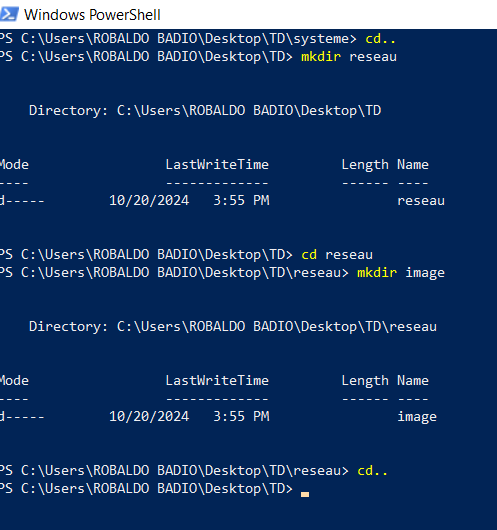 Windows PowerShell
PS C:\Users\ROBALDO BADIO\Desktop\TD\systeme> cd..
PS C:\Users\ROBALDO BADIO\Desktop\TD> mkdir reseau
Directory: C:\Users\ROBALDO BADIO\Desktop\TD
Mode LastWriteTime Length Name
---- ------------- ------ ----
d----- 10/20/2024 3:55 PM reseau
PS C:\Users\ROBALDO BADIO\Desktop\TD> cd reseau
PS C:\Users\ROBALDO BADIO\Desktop\TD\reseau> mkdir image
Directory: C:\Users\ROBALDO BADIO\Desktop\TD\reseau
Mode LastWriteTime Length Name
---- ------------- ------ ----
d----- 10/20/2024 3:55 PM image
PS C:\Users\ROBALDO BADIO\Desktop\TD\reseau> cd..
PS C:\Users\ROBALDO BADIO\Desktop\TD>